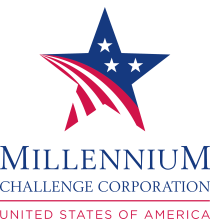 MILLENNIUM
CHALLENGE CORPORATION
UNITED STATES OF AMERICA